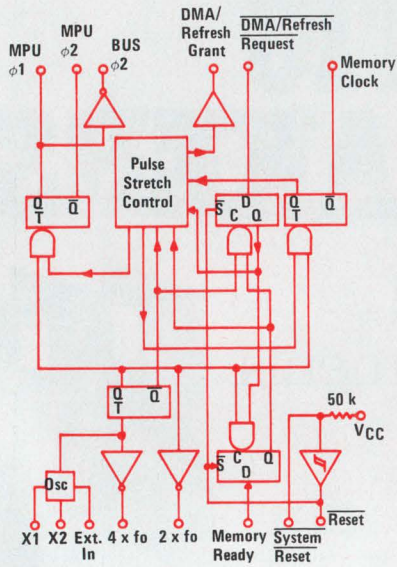 DMA/
Refresh
Grant
DMA/Refresh
Request
MPU
φ1
MPU
φ2
BUS
φ2
Memory
Clock
Pulse
Stretch
Control
Q
T
Q̅
S̅
D
C
Q
Q
T
Q̅
Q
T
Q̅
S̅
C
D
Q
50 k
VCC
Osc
X1
X2
Ext.
In
4 x fo
2 x fo
Memory
Ready
System
Reset
Reset